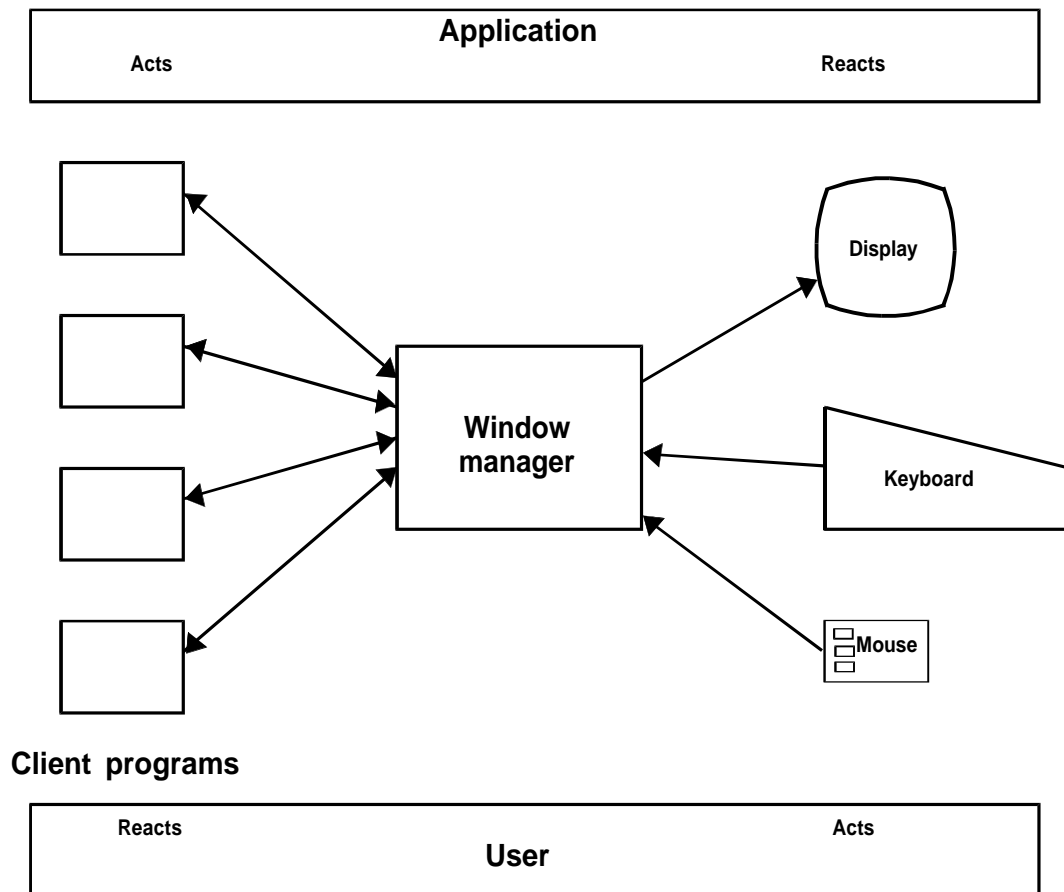 Application
Acts
Reacts
Display
Window
manager
Keyboard
Mouse
Client programs
Reacts
Acts
User